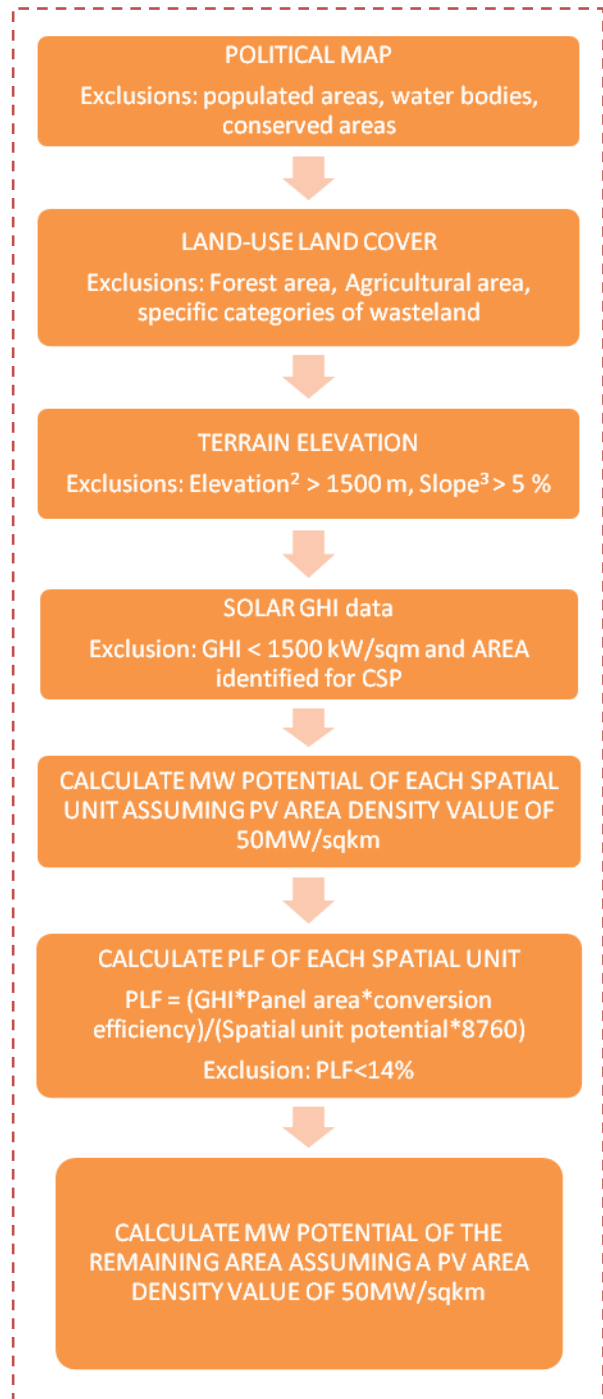 POLITICAL MAP
Exclusions: populated areas, water bodies,
conserved areas
LAND-USE LAND COVER
Exclusions: Forest area, Agricultural area,
specific categories of wasteland
TERRAIN ELEVATION
Exclusions: Elevation² > 1500 m, Slope³ > 5 %
SOLAR GHI data
Exclusion: GHI < 1500 kW/sqm and AREA
identified for CSP
CALCULATE MW POTENTIAL OF EACH SPATIAL
UNIT ASSUMING PV AREA DENSITY VALUE OF
50MW/sqkm
CALCULATE PLF OF EACH SPATIAL UNIT
PLF = (GHI*Panel area*conversion
efficiency)/(Spatial unit potential*8760)
Exclusion: PLF<14%
CALCULATE MW POTENTIAL OF THE
REMAINING AREA ASSUMING A PV AREA
DENSITY VALUE OF 50MW/sqkm